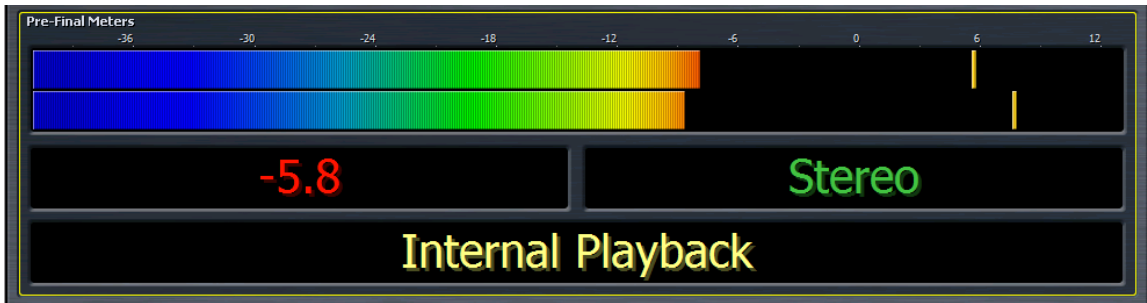 Pre-Final Meters
-36 -30 -24 -18 -12 -6 0 6 12
-5.8 Stereo
Internal Playback